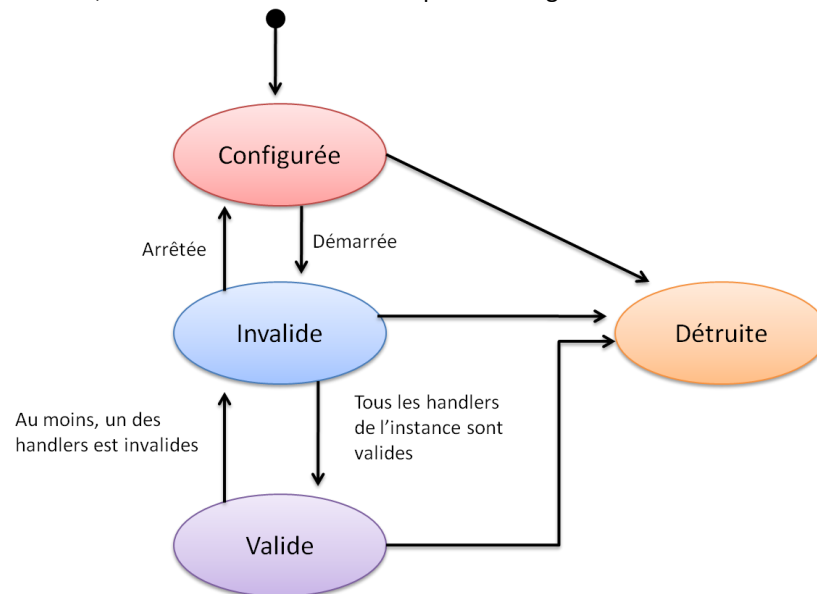 Configurée
Arrêtée
Démarrée
Invalide
Détruite
Au moins, un des
handlers est invalides
Tous les handlers
de l'instance sont
valides
Valide